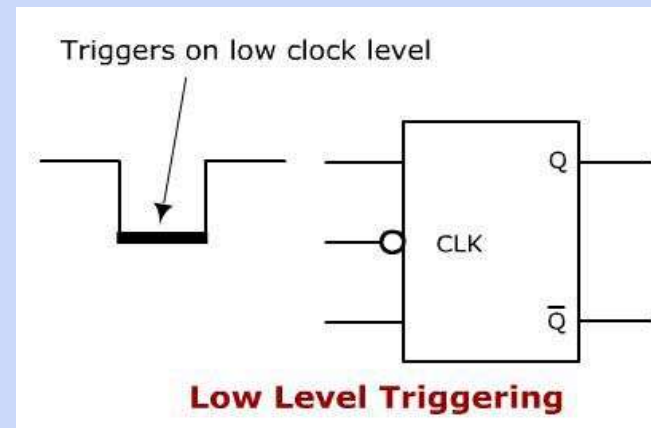 Triggers on low clock level
Q
CLK
Q̅
Low Level Triggering